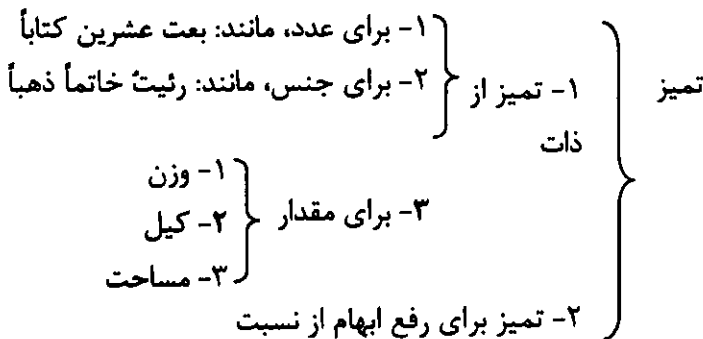 تمیز
۱- تمیز از
ذات
۱- برای عدد، مانند: بعت عشرین کتاباً
۲- برای جنس، مانند: رئیتُ خاتماً ذهباً
۳- برای مقدار
۱- وزن
۲- کیل
۳- مساحت
۲- تمیز برای رفع ابهام از نسبت